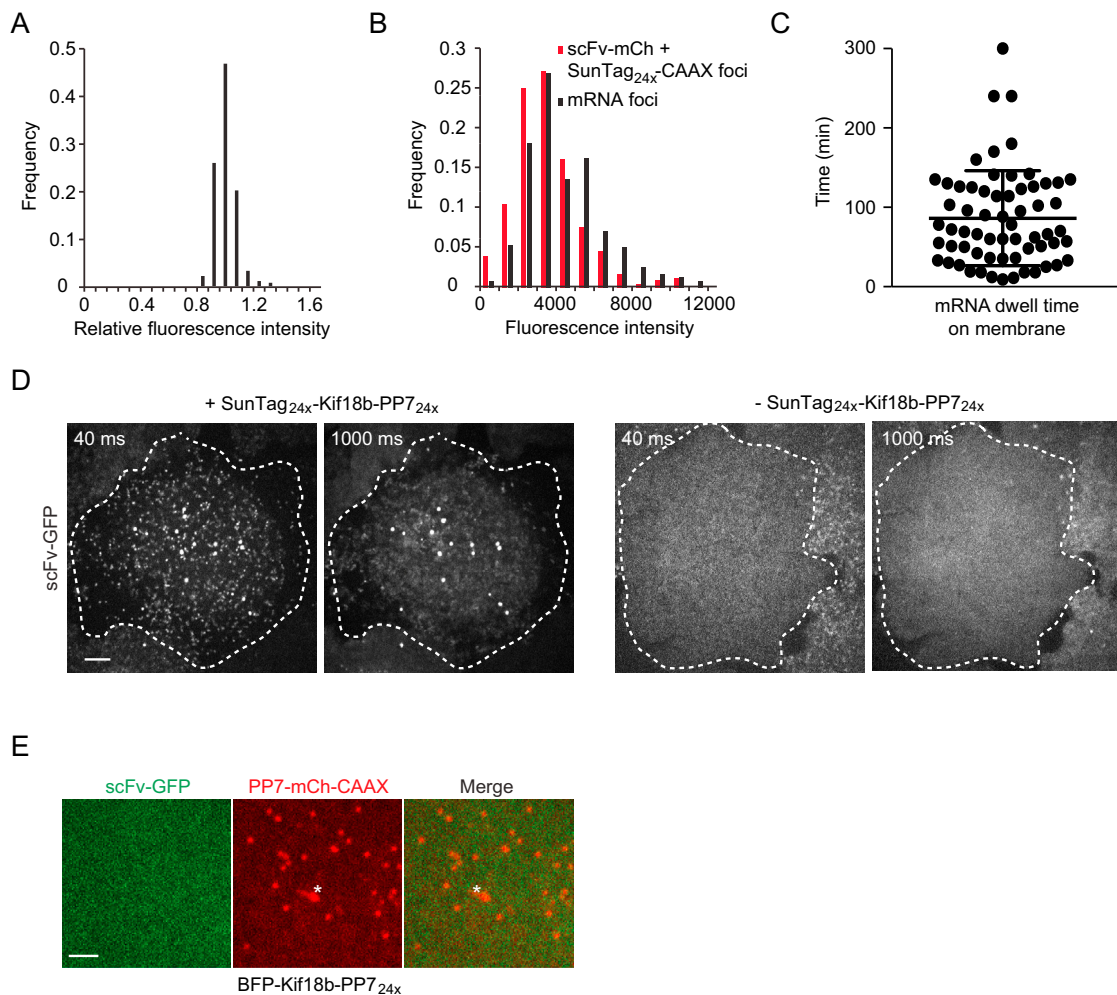 A
0.5
0.4
0.3
0.2
0.1
0
Frequency
0 0.4 0.8 1.2 1.6
Relative fluorescence intensity
B
0.3
0.25
0.2
0.15
0.1
0.05
0
Frequency
scFv-mCh +
SunTag24x-CAAX foci
mRNA foci
0 4000 8000 12000
Fluorescence intensity
C
300
200
100
0
Time (min)
mRNA dwell time
on membrane
D
+ SunTag24x-Kif18b-PP724x
- SunTag24x-Kif18b-PP724x
scFv-GFP
40 ms
1000 ms
40 ms
1000 ms
E
scFv-GFP
PP7-mCh-CAAX
Merge
*
*
BFP-Kif18b-PP724x